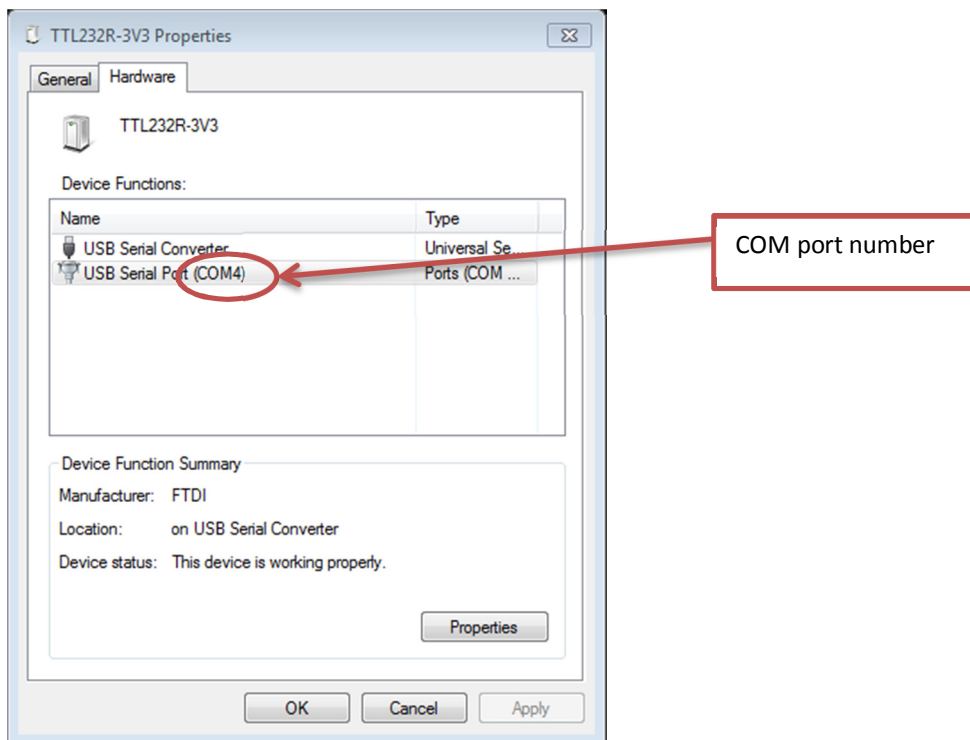 TTL232R-3V3 Properties
General Hardware
TTL232R-3V3
Device Functions:
Name Type
USB Serial Converter Universal Se...
USB Serial Port (COM4) Ports (COM ...
COM port number
Device Function Summary
Manufacturer: FTDI
Location: on USB Serial Converter
Device status: This device is working properly.
Properties
OK Cancel Apply